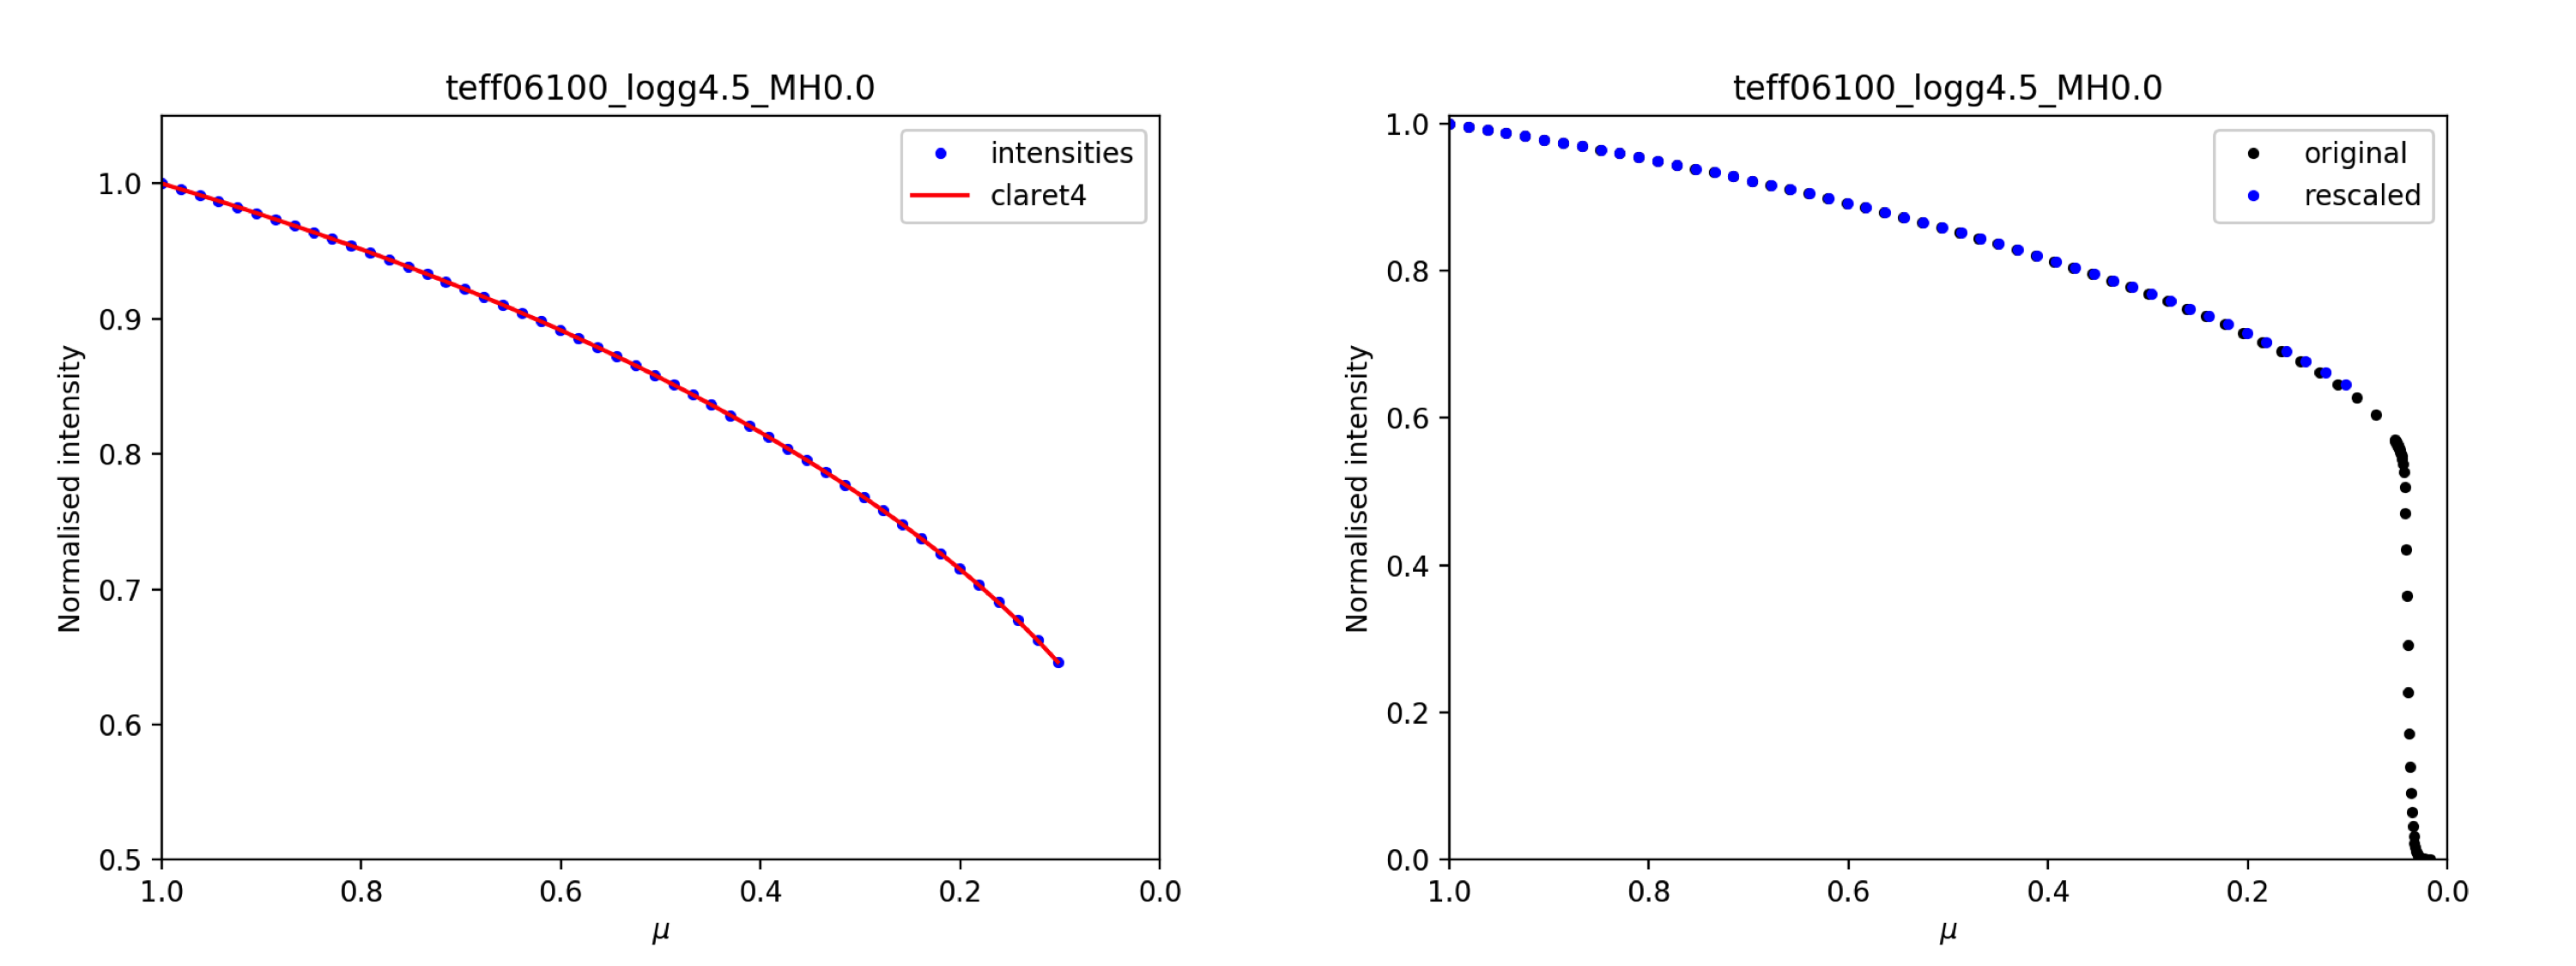 teff06100_logg4.5_MH0.0
intensities
claret4
Normalised intensity
1.0
0.9
0.8
0.7
0.6
0.5
1.0 0.8 0.6 0.4 0.2 0.0
μ
teff06100_logg4.5_MH0.0
original
rescaled
Normalised intensity
1.0
0.8
0.6
0.4
0.2
0.0
1.0 0.8 0.6 0.4 0.2 0.0
μ